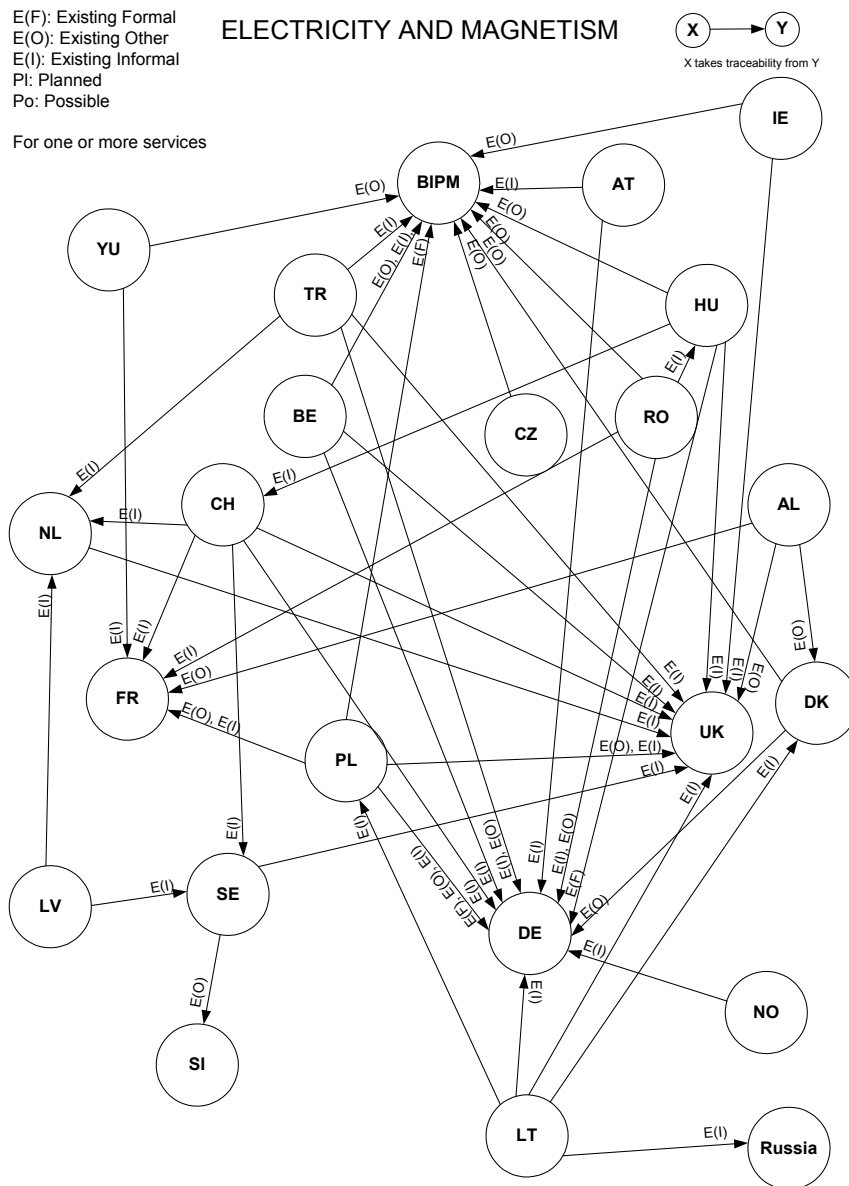 E(F): Existing Formal
E(O): Existing Other
E(I): Existing Informal
Pl: Planned
Po: Possible
For one or more services
ELECTRICITY AND MAGNETISM
X
Y
X takes traceability from Y
IE
E(O)
BIPM
E(I)
AT
E(O)
E(O)
YU
E(I)
E(O), E(I),
E(F)
E(O)
E(O)
E(O)
TR
HU
E(I)
BE
CZ
RO
E(I)
E(I)
NL
E(I)
CH
AL
E(I)
E(I)
E(I)
E(I)
E(O)
FR
E(O), E(I)
PL
E(O), E(I)
E(I)
E(I)
E(I)
E(I)
E(I)
E(I)
E(I)
E(O)
E(O)
UK
DK
E(I)
E(I)
E(I)
E(I)
LV
E(I)
SE
E(F), E(O), E(I)
E(I)
E(I)
E(I), E(O)
E(I)
E(I), E(O)
E(F)
E(O)
DE
E(I)
E(I)
NO
E(O)
SI
LT
E(I)
Russia